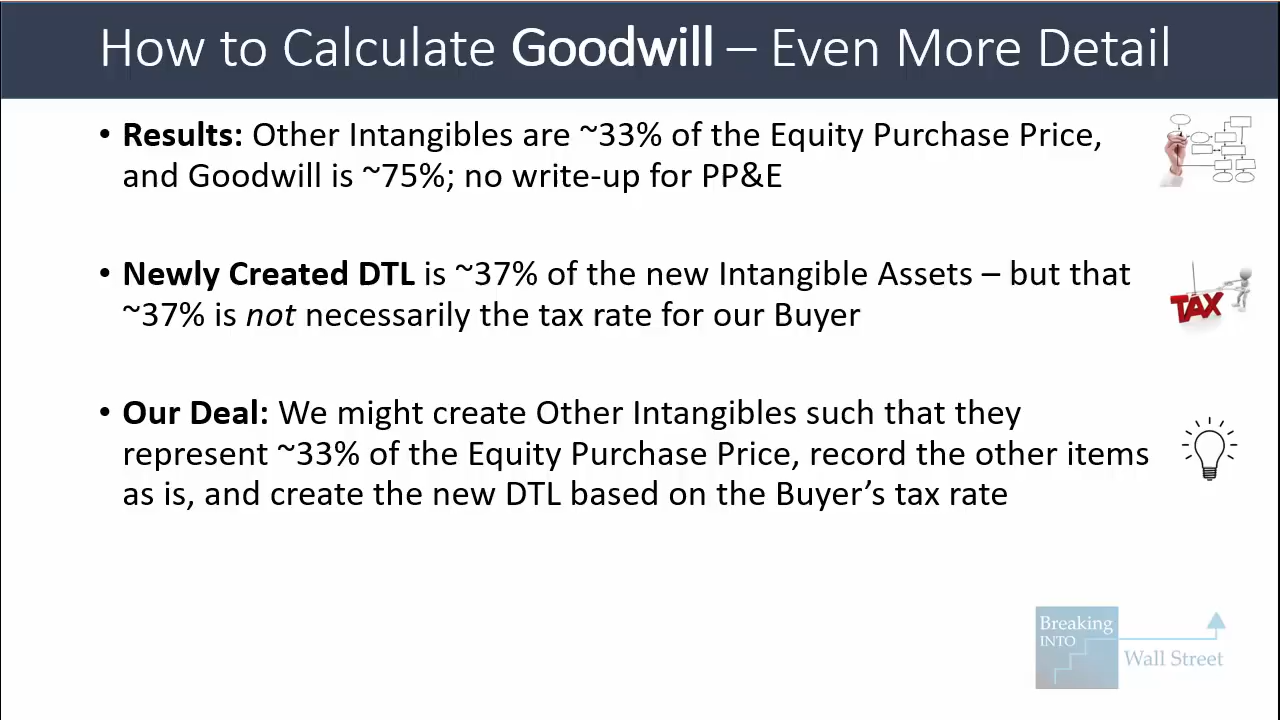 How to Calculate Goodwill – Even More Detail
• Results: Other Intangibles are ~33% of the Equity Purchase Price,
and Goodwill is ~75%; no write-up for PP&E
• Newly Created DTL is ~37% of the new Intangible Assets – but that
~37% is not necessarily the tax rate for our Buyer
TAX
• Our Deal: We might create Other Intangibles such that they
represent ~33% of the Equity Purchase Price, record the other items
as is, and create the new DTL based on the Buyer’s tax rate
Breaking
INTO
Wall Street